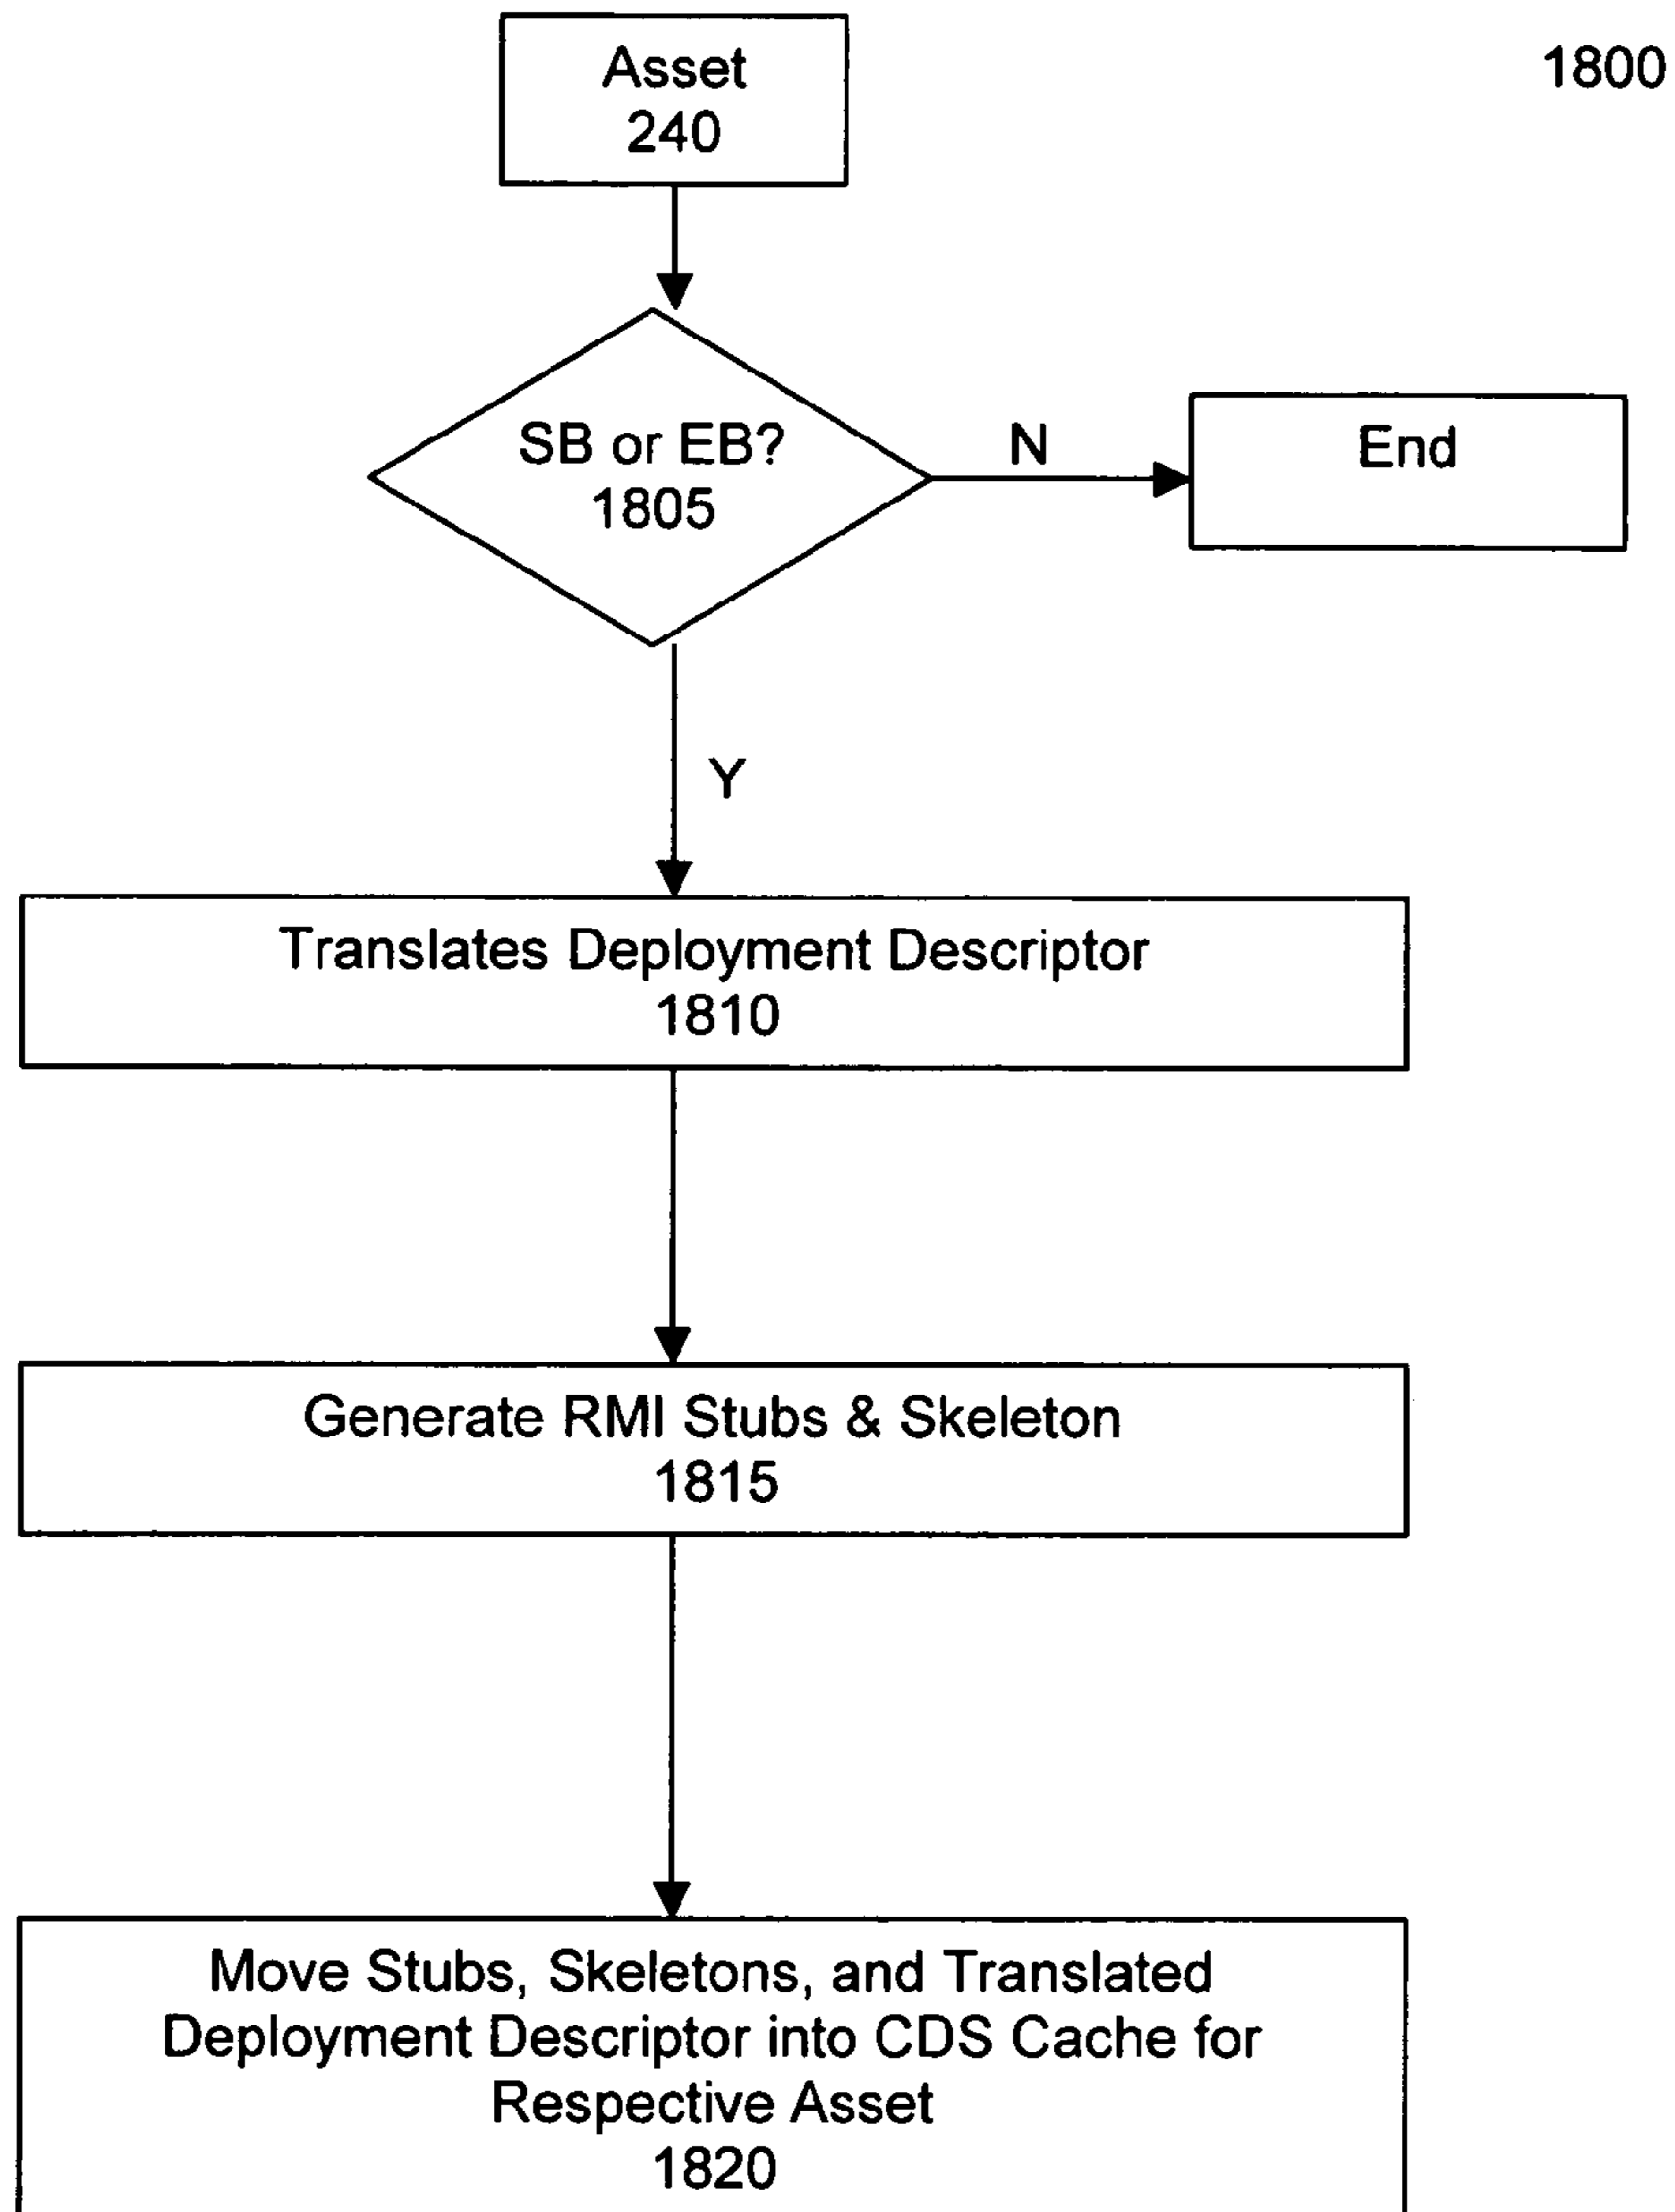 Asset
240
1800
SB or EB?
1805
N
End
Y
Translates Deployment Descriptor
1810
Generate RMI Stubs & Skeleton
1815
Move Stubs, Skeletons, and Translated
Deployment Descriptor into CDS Cache for
Respective Asset
1820